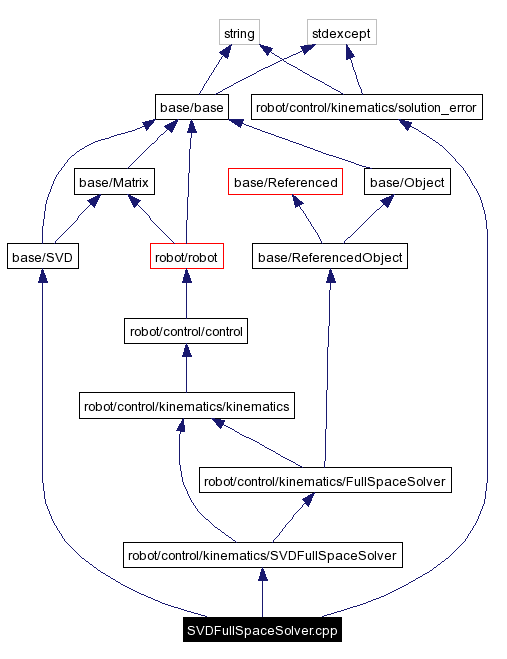 string
stdexcept
base/base
robot/control/kinematics/solution_error
base/Matrix
base/Referenced
base/Object
base/SVD
robot/robot
base/ReferencedObject
robot/control/control
robot/control/kinematics/kinematics
robot/control/kinematics/FullSpaceSolver
robot/control/kinematics/SVDFullSpaceSolver
SVDFullSpaceSolver.cpp